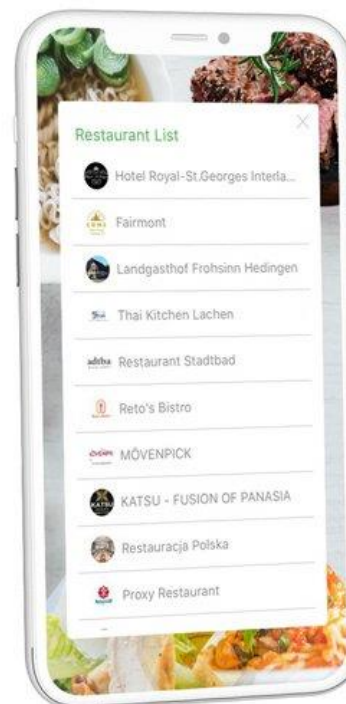 Restaurant List
Hotel Royal-St.Georges Interla...
Fairmont
Landgasthof Frohsinn Hedingen
Thai Kitchen Lachen
Restaurant Stadtbad
Reto's Bistro
MÖVENPICK
KATSU
KATSU - FUSION OF PANASIA
Restauracja Polska
Proxy Restaurant